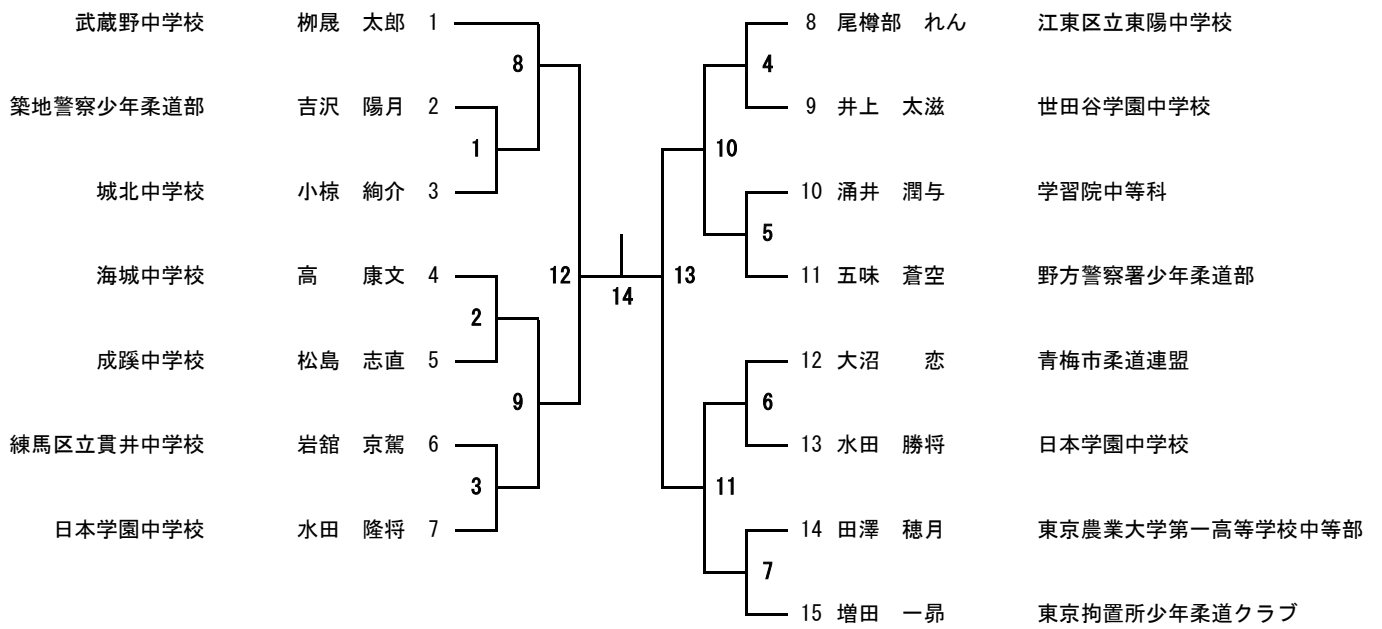 武蔵野中学校 栁晟 太郎 1
築地警察少年柔道部 吉沢 陽月 2
城北中学校 小椋 絢介 3
海城中学校 高 康文 4
成蹊中学校 松島 志直 5
練馬区立貫井中学校 岩舘 京駕 6
日本学園中学校 水田 隆将 7
8
1
2
9
3
12
14
13
4
10
5
6
11
7
8 尾樽部 れん 江東区立東陽中学校
9 井上 太滋 世田谷学園中学校
10 涌井 潤与 学習院中等科
11 五味 蒼空 野方警察署少年柔道部
12 大沼 恋 青梅市柔道連盟
13 水田 勝将 日本学園中学校
14 田澤 穂月 東京農業大学第一高等学校中等部
15 増田 一昴 東京拘置所少年柔道クラブ